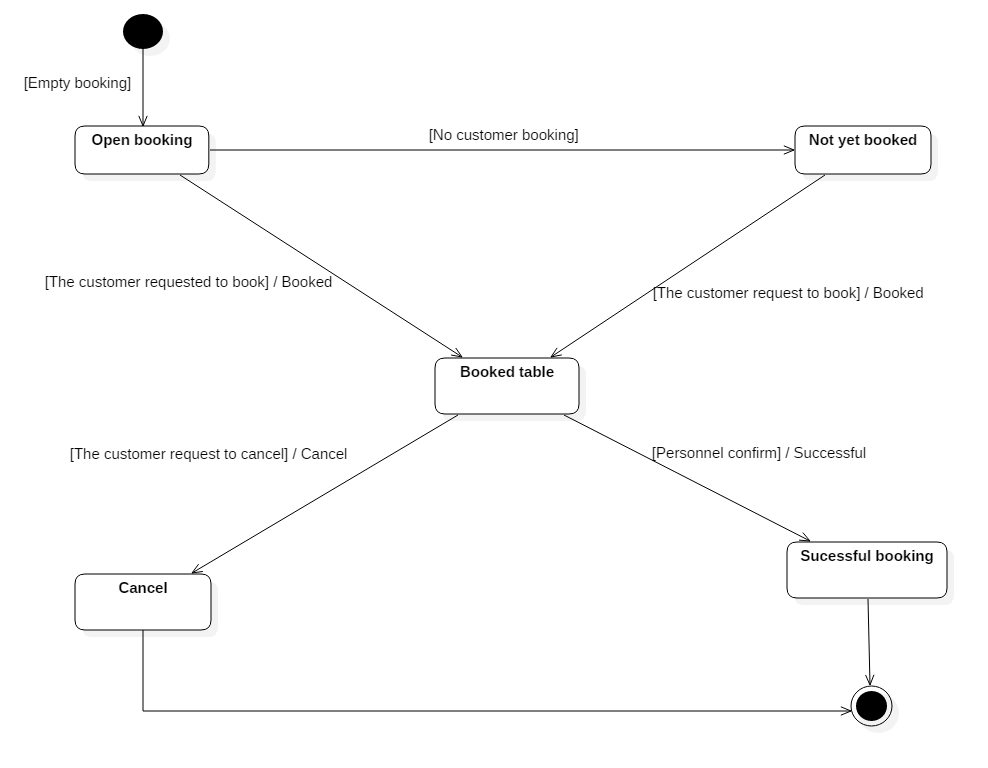 [Empty booking]
Open booking
[No customer booking]
Not yet booked
[The customer requested to book] / Booked
[The customer request to book] / Booked
Booked table
[The customer request to cancel] / Cancel
[Personnel confirm] / Successful
Sucessful booking
Cancel